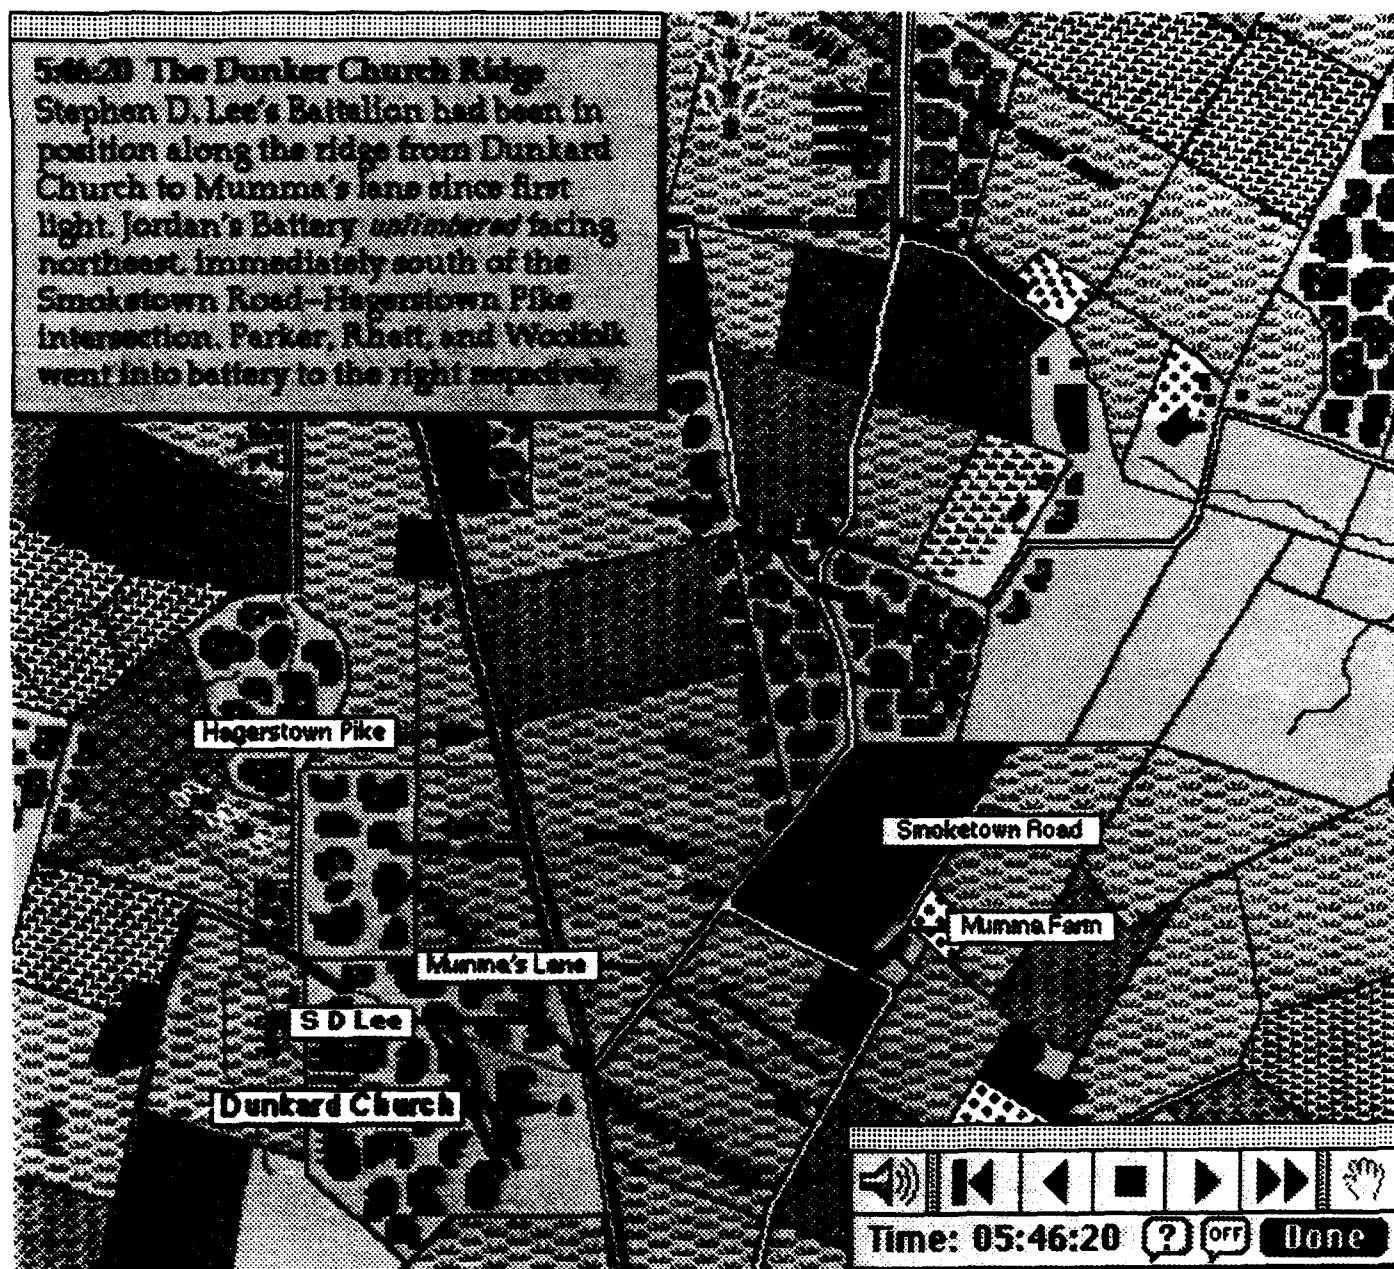 5:46:20 The Dunker Church Ridge
Stephen D. Lee's Battalion had been in
position along the ridge from Dunkard
Church to Mumma's lane since first
light. Jordan's Battery unlimbered facing
northeast. Immediately south of the
Smoketown Road-Hagerstown Pike
intersection. Parker, Rhett, and Woolfolk
went into battery to the right respectively.
Hagerstown Pike
Smoketown Road
Mumma Farm
Mumma's Lane
S D Lee
Dunkard Church
Time: 05:46:20 ? OFF Done